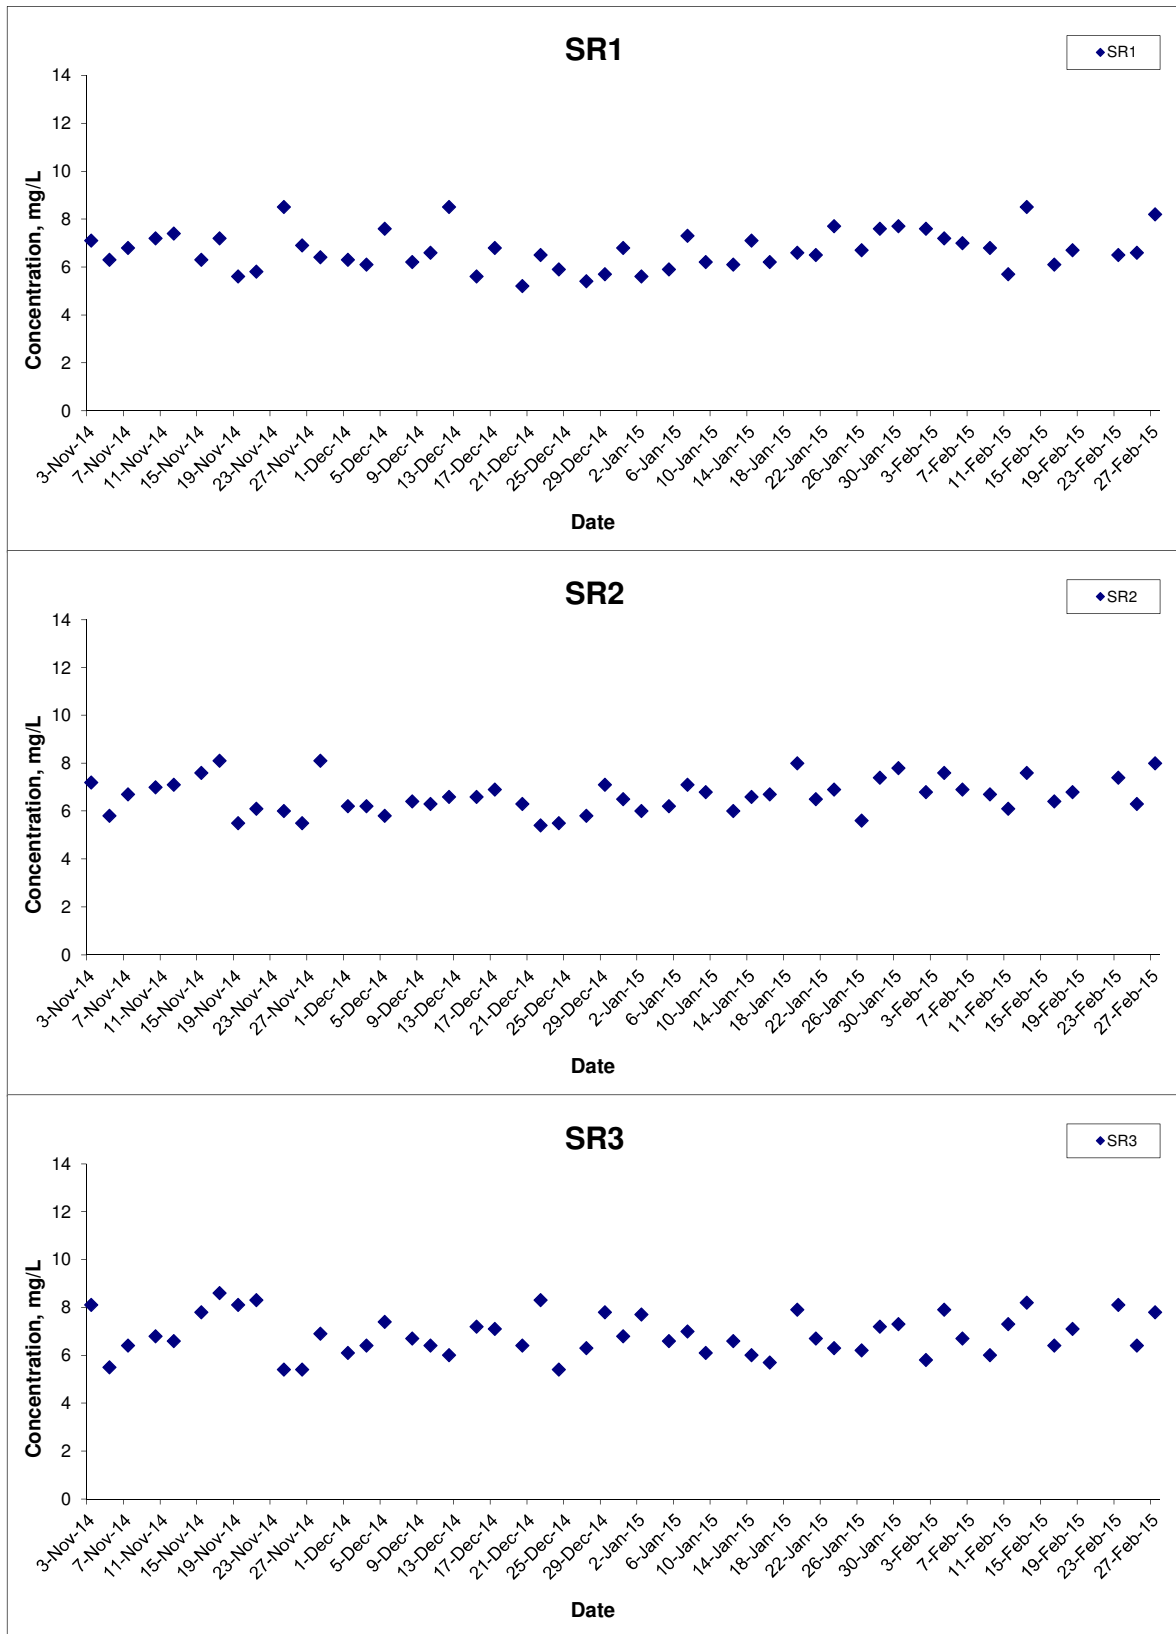 SR1
SR1
14
12
10
8
6
4
2
0
Concentration, mg/L
3-Nov-14
7-Nov-14
11-Nov-14
15-Nov-14
19-Nov-14
23-Nov-14
27-Nov-14
1-Dec-14
5-Dec-14
9-Dec-14
13-Dec-14
17-Dec-14
21-Dec-14
25-Dec-14
29-Dec-14
2-Jan-15
6-Jan-15
10-Jan-15
14-Jan-15
18-Jan-15
22-Jan-15
26-Jan-15
30-Jan-15
3-Feb-15
7-Feb-15
11-Feb-15
15-Feb-15
19-Feb-15
23-Feb-15
27-Feb-15
Date
SR2
SR2
14
12
10
8
6
4
2
0
Concentration, mg/L
3-Nov-14
7-Nov-14
11-Nov-14
15-Nov-14
19-Nov-14
23-Nov-14
27-Nov-14
1-Dec-14
5-Dec-14
9-Dec-14
13-Dec-14
17-Dec-14
21-Dec-14
25-Dec-14
29-Dec-14
2-Jan-15
6-Jan-15
10-Jan-15
14-Jan-15
18-Jan-15
22-Jan-15
26-Jan-15
30-Jan-15
3-Feb-15
7-Feb-15
11-Feb-15
15-Feb-15
19-Feb-15
23-Feb-15
27-Feb-15
Date
SR3
SR3
14
12
10
8
6
4
2
0
Concentration, mg/L
3-Nov-14
7-Nov-14
11-Nov-14
15-Nov-14
19-Nov-14
23-Nov-14
27-Nov-14
1-Dec-14
5-Dec-14
9-Dec-14
13-Dec-14
17-Dec-14
21-Dec-14
25-Dec-14
29-Dec-14
2-Jan-15
6-Jan-15
10-Jan-15
14-Jan-15
18-Jan-15
22-Jan-15
26-Jan-15
30-Jan-15
3-Feb-15
7-Feb-15
11-Feb-15
15-Feb-15
19-Feb-15
23-Feb-15
27-Feb-15
Date